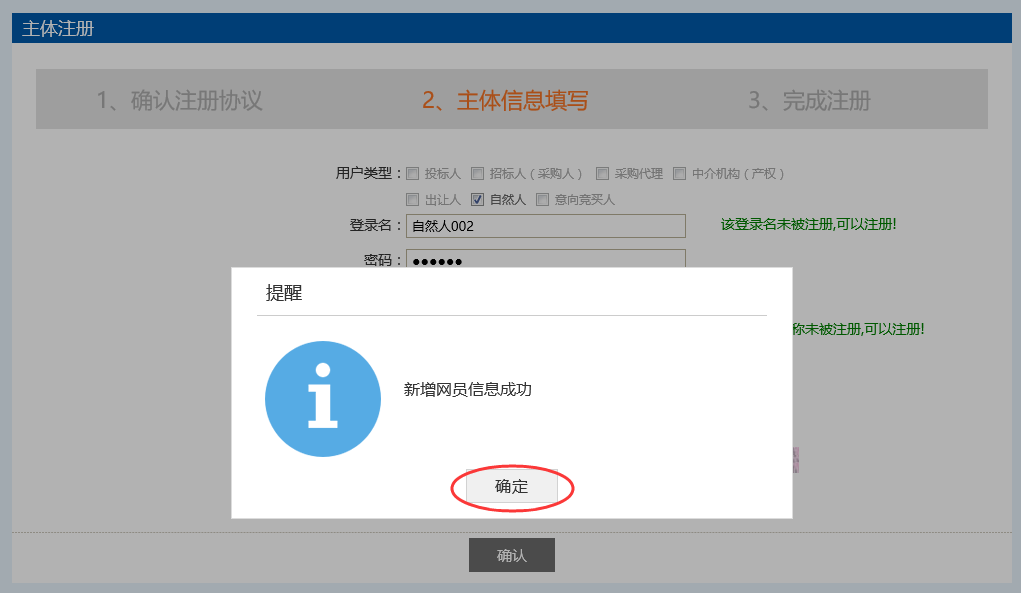 主体注册
1、确认注册协议 2、主体信息填写 3、完成注册
用户类型： 投标人 招标人（采购人） 采购代理 中介机构（产权）
出让人 自然人 意向竞买人
登录名： 自然人002 该登录名未被注册,可以注册!
密码： ●●●●●●
提醒
称未被注册,可以注册!
新增网员信息成功
确定
确认